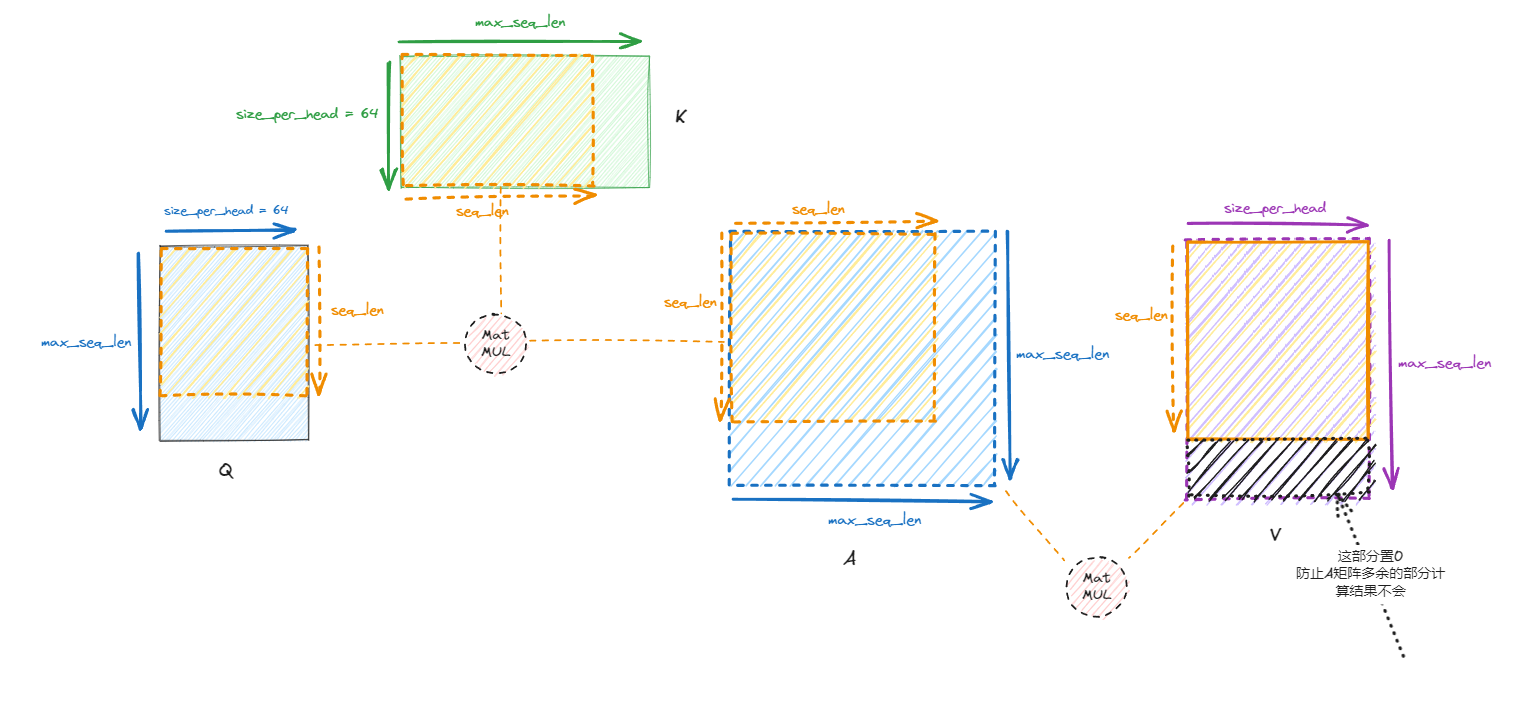 max_seq_len
size_per_head = 64
K
seq_len
size_per_head = 64
seq_len
max_seq_len
Q
Mat
MUL
seq_len
seq_len
max_seq_len
max_seq_len
A
size_per_head
seq_len
max_seq_len
V
Mat
MUL
这部分置0
防止A矩阵多余的部分计
算结果不会